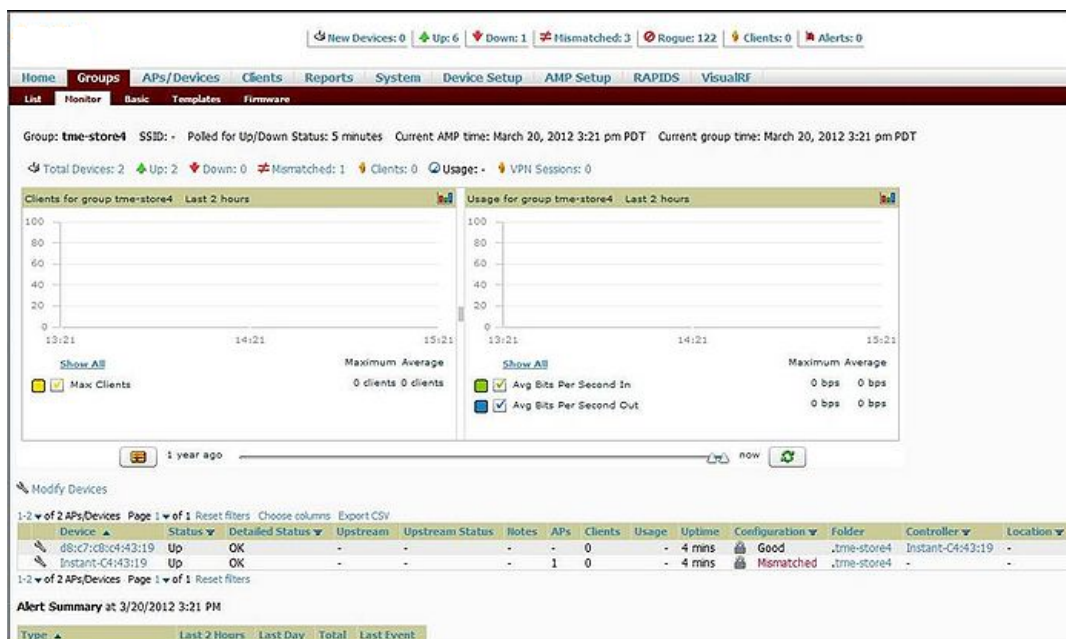 New Devices: 0 Up: 6 Down: 1 Mismatched: 3 Rogue: 122 Clients: 0 Alerts: 0
Home Groups APs/Devices Clients Reports System Device Setup AMP Setup RAPIDS VisualRF
List Monitor Basic Templates Firmware
Group: tme-store4 SSID: - Polled for Up/Down Status: 5 minutes Current AMP time: March 20, 2012 3:21 pm PDT Current group time: March 20, 2012 3:21 pm PDT
Total Devices: 2 Up: 2 Down: 0 Mismatched: 1 Clients: 0 Usage: - VPN Sessions: 0
Clients for group tme-store4 Last 2 hours Usage for group tme-store4 Last 2 hours
100 100
80 80
60 60
40 40
20 20
0 0
13:21 14:21 15:21 13:21 14:21 15:21
Show All Maximum Average Show All Maximum Average
Max Clients 0 clients 0 clients Avg Bits Per Second In 0 bps 0 bps
Avg Bits Per Second Out 0 bps 0 bps
1 year ago now
Modify Devices
1-2 of 2 APs/Devices Page 1 of 1 Reset filters Choose columns Export CSV
Device Status Detailed Status Upstream Upstream Status Notes APs Clients Usage Uptime Configuration Folder Controller Location
d8:c7:c8:c4:43:19 Up OK - - - - 0 - 4 mins Good .tme-store4 Instant-C4:43:19 -
Instant-C4:43:19 Up OK - - - 1 0 - 4 mins Mismatched .tme-store4 - -
1-2 of 2 APs/Devices Page 1 of 1 Reset filters
Alert Summary at 3/20/2012 3:21 PM
Type Last 2 Hours Last Day Total Last Event